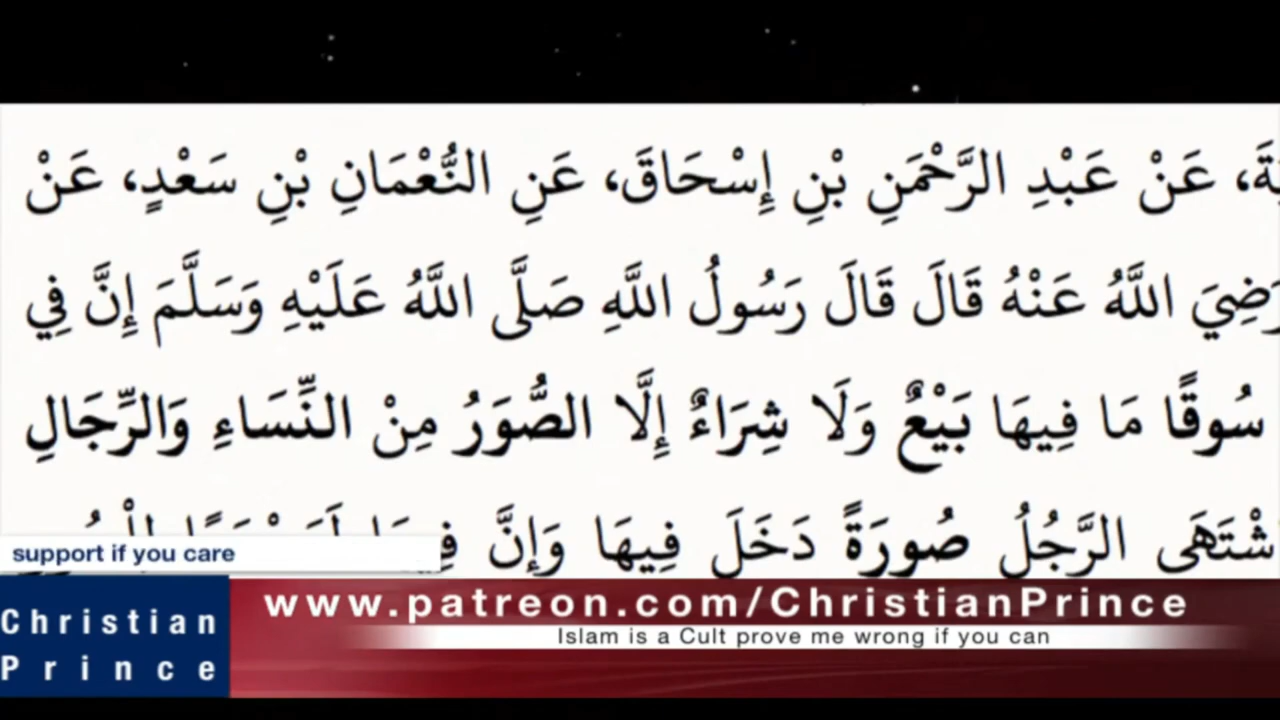 عَنْ عَبْدِ الرَّحْمَنِ بْنِ إِسْحَاقَ، عَنِ النُّعْمَانِ بْنِ سَعْدٍ، عَنْ
رَضِيَ اللَّهُ عَنْهُ قَالَ قَالَ رَسُولُ اللَّهِ صَلَّى اللَّهُ عَلَيْهِ وَسَلَّمَ إِنَّ فِي
سُوقًا مَا فِيهَا بَيْعٌ وَلَا شِرَاءٌ إِلَّا الصُّوَرُ مِنْ النِّسَاءِ وَالرِّجَالِ
اشْتَهَى الرَّجُلُ صُورَةً دَخَلَ فِيهَا وَإِنَّ
support if you care
Christian
Prince
www.patreon.com/ChristianPrince
Islam is a Cult prove me wrong if you can